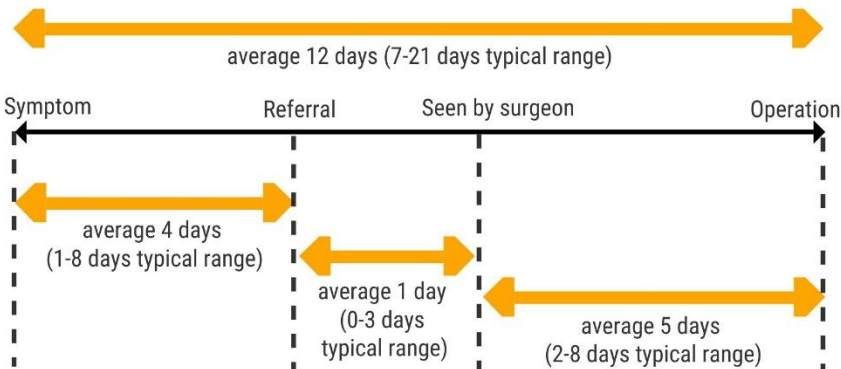 average 12 days (7-21 days typical range)
Symptom
Referral
Seen by surgeon
Operation
average 4 days
(1-8 days typical range)
average 1 day
(0-3 days
typical range)
average 5 days
(2-8 days typical range)